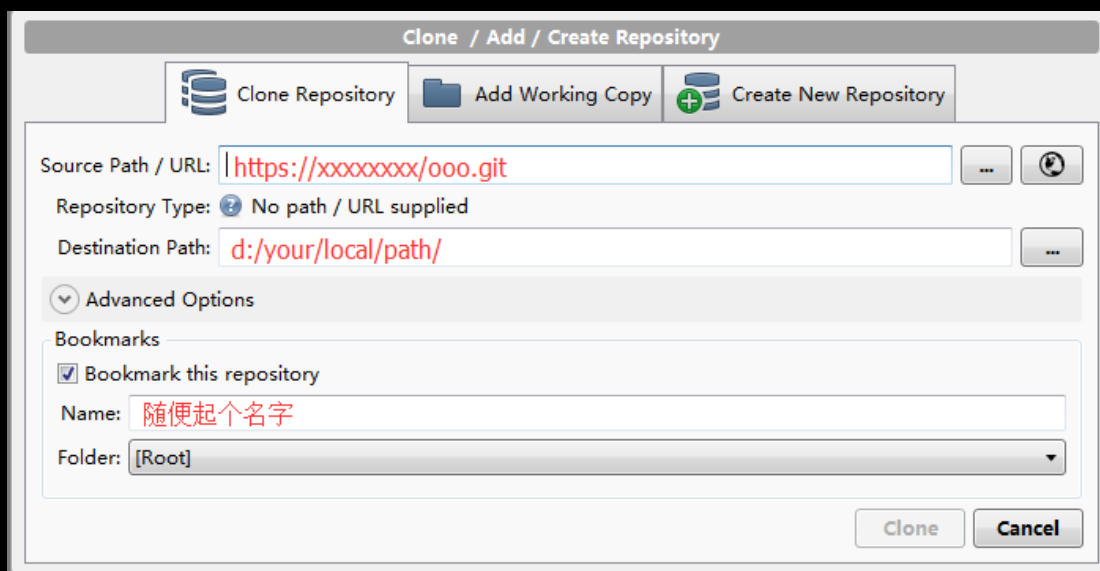 Clone / Add / Create Repository
Clone Repository Add Working Copy Create New Repository
Source Path / URL: https://xxxxxxxx/ooo.git ...
Repository Type: No path / URL supplied
Destination Path: d:/your/local/path/ ...
Advanced Options
Bookmarks
Bookmark this repository
Name: 随便起个名字
Folder: [Root]
Clone Cancel